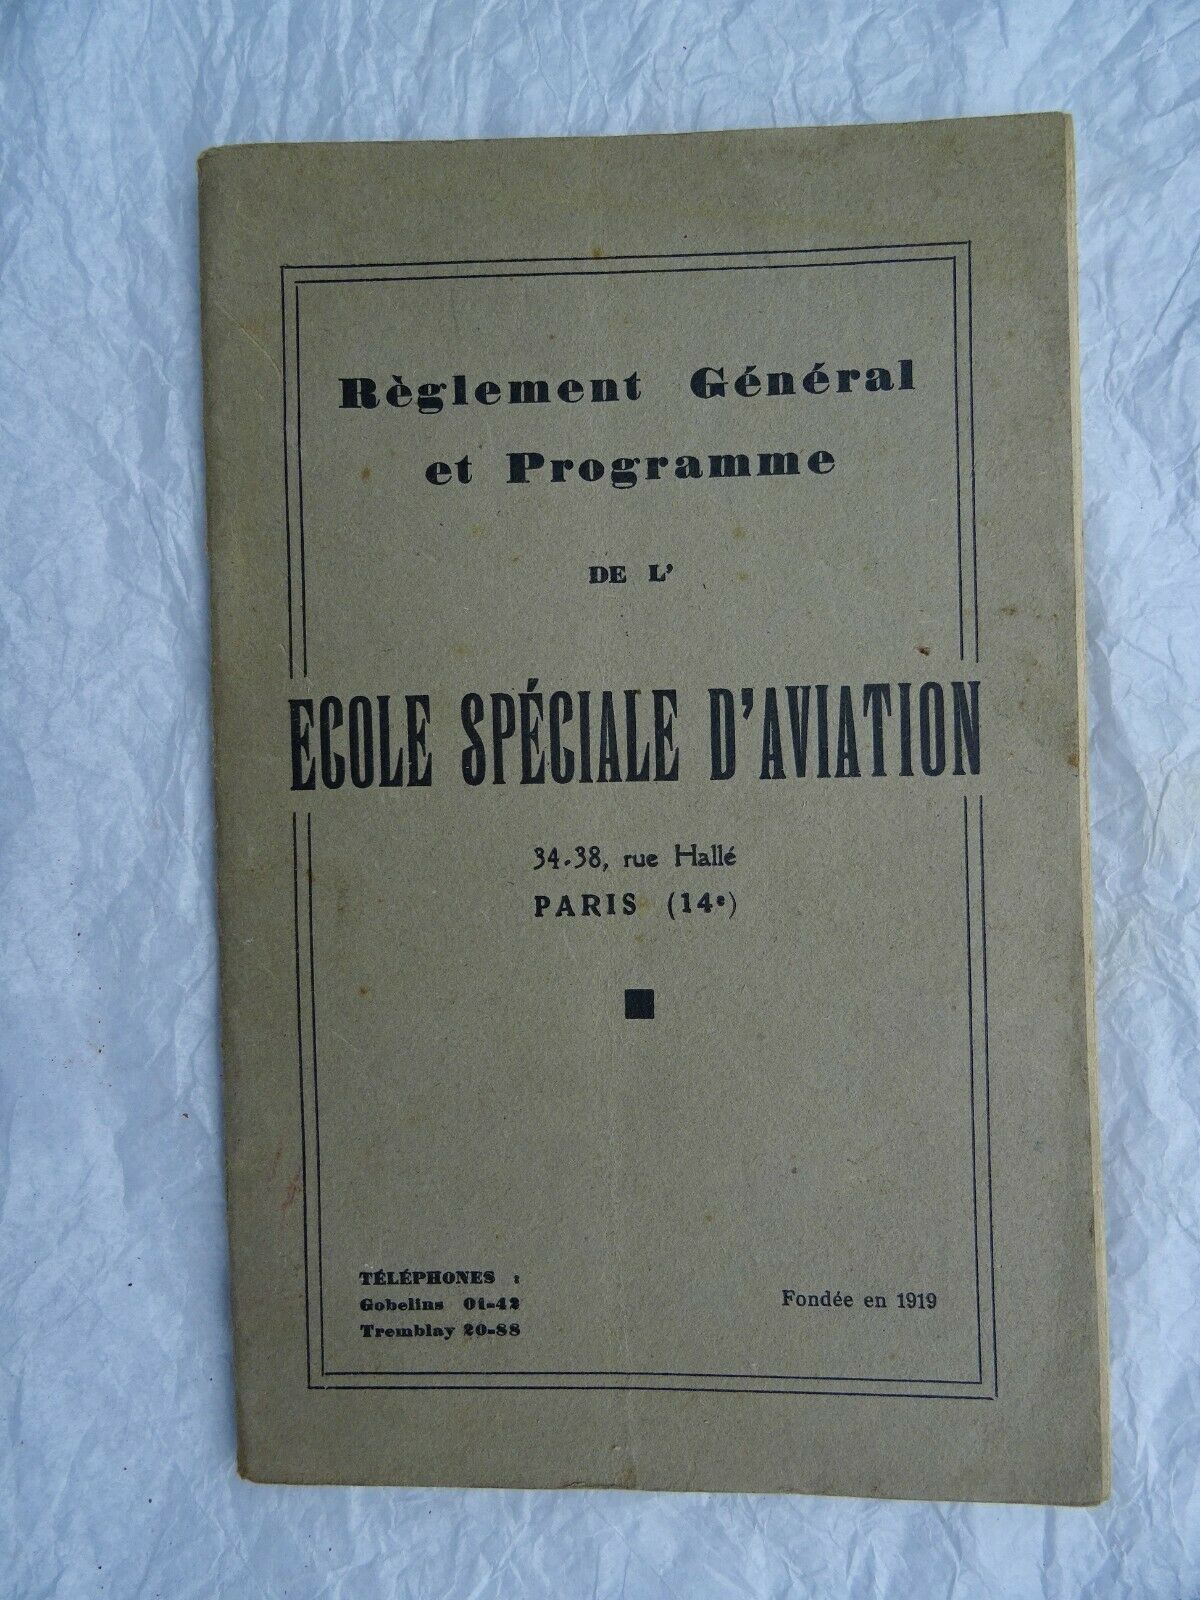 Règlement Général
et Programme
DE L'
ECOLE SPÉCIALE D'AVIATION
34-38, rue Hallé
PARIS (14e)
TÉLÉPHONES :
Gobelins 01-42
Tremblay 20-88
Fondée en 1919